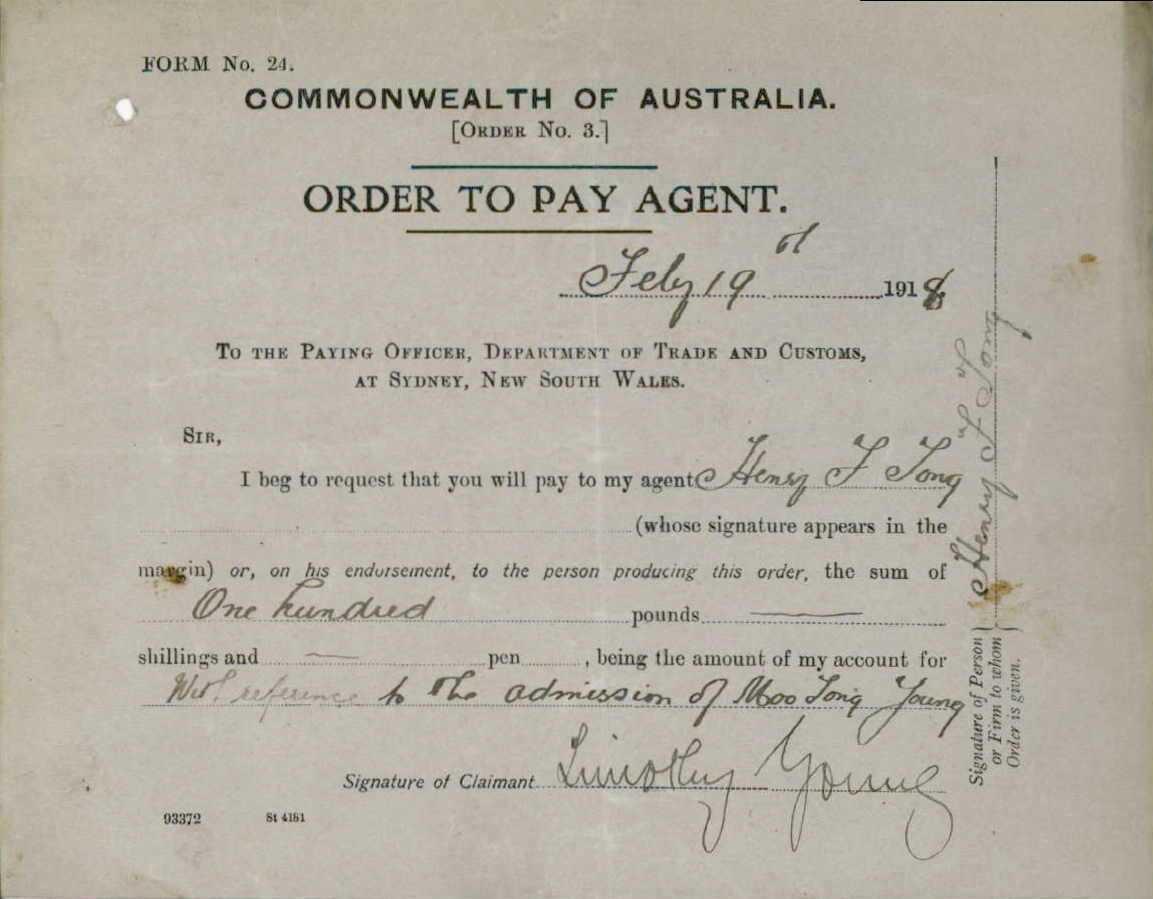 FORM No. 24.
COMMONWEALTH OF AUSTRALIA.
[ORDER No. 3.]
ORDER TO PAY AGENT.
Feby 19th 1918
TO THE PAYING OFFICER, DEPARTMENT OF TRADE AND CUSTOMS,
AT SYDNEY, NEW SOUTH WALES.
SIR,
I beg to request that you will pay to my agent Henry F Tong
(whose signature appears in the
margin) or, on his endorsement, to the person producing this order, the sum of
One hundred pounds
shillings and pen , being the amount of my account for
With reference to the admission of Moo Tong Young
Signature of Claimant Timothy Young
93372 St 4181
Henry F Tong
Signature of Person
or Firm to whom
Order is given.